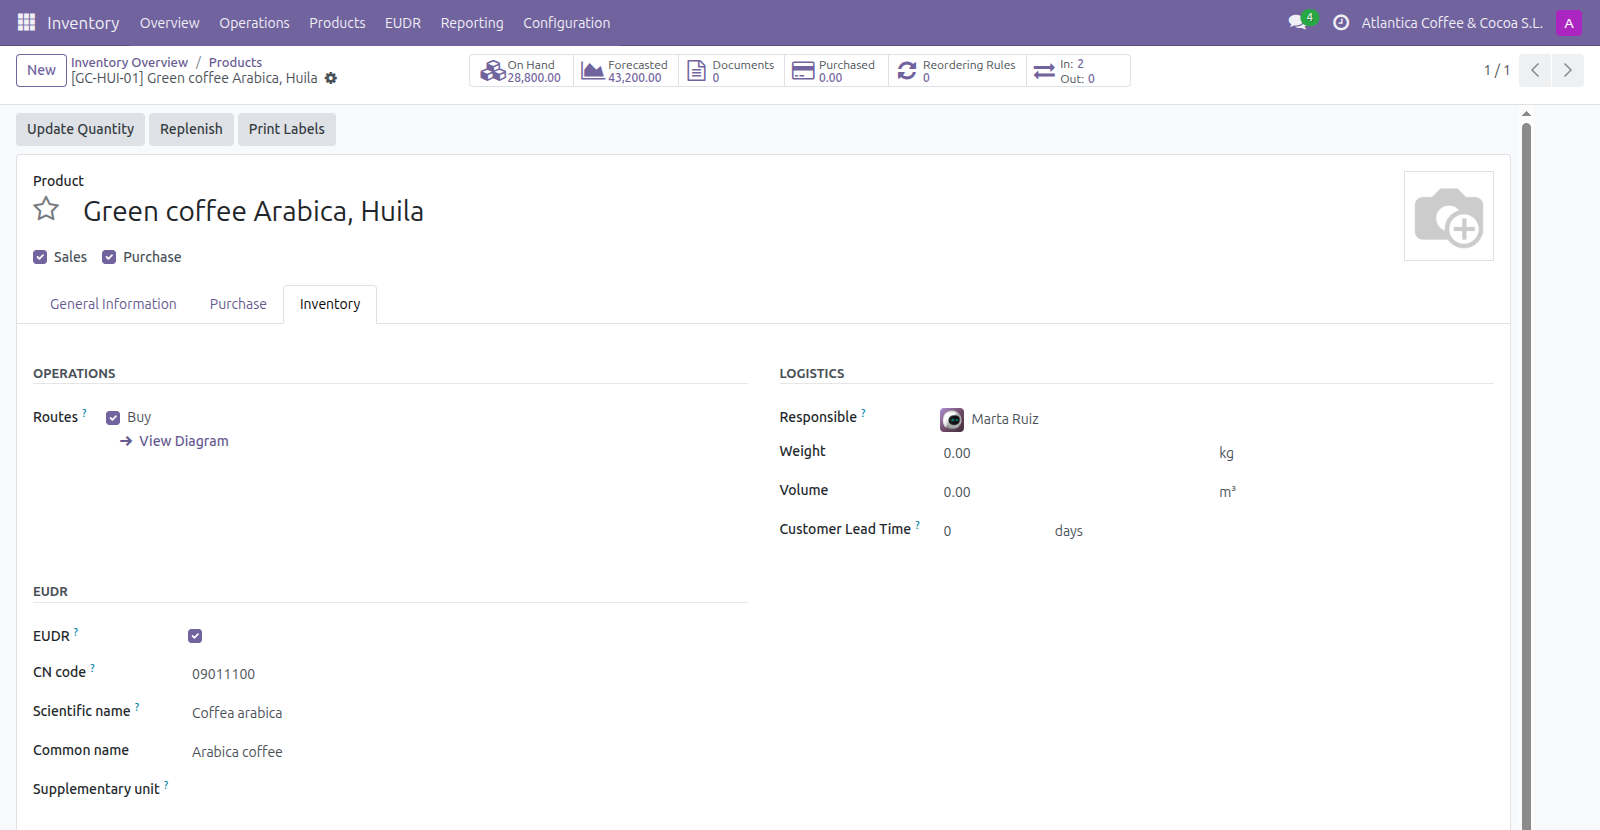 Inventory Overview Operations Products EUDR Reporting Configuration 4 Atlantica Coffee & Cocoa S.L. A
New Inventory Overview / Products
[GC-HUI-01] Green coffee Arabica, Huila
On Hand 28,800.00
Forecasted 43,200.00
Documents 0
Purchased 0.00
Reordering Rules 0
In: 2
Out: 0
1 / 1
Update Quantity Replenish Print Labels
Product
Green coffee Arabica, Huila
Sales Purchase
General Information Purchase Inventory
OPERATIONS
Routes ? Buy
View Diagram
LOGISTICS
Responsible ? Marta Ruiz
Weight 0.00 kg
Volume 0.00 m³
Customer Lead Time ? 0 days
EUDR
EUDR ?
CN code ? 09011100
Scientific name ? Coffea arabica
Common name Arabica coffee
Supplementary unit ?